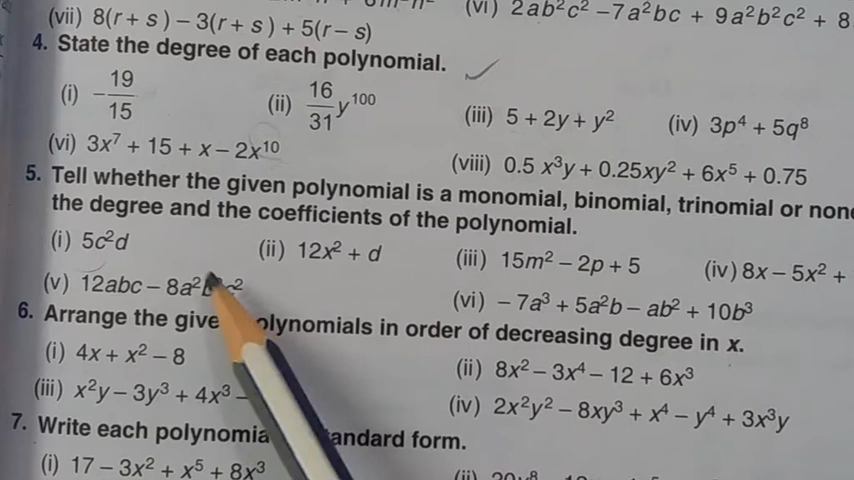 (vii) 8(r + s) − 3(r + s) + 5(r − s)
(vi) 2ab²c² − 7a²bc + 9a²b²c² + 8
4. State the degree of each polynomial.
(i) − 19/15 (ii) 16/31 y¹⁰⁰ (iii) 5 + 2y + y² (iv) 3p⁴ + 5q⁸
(vi) 3x⁷ + 15 + x − 2x¹⁰ (viii) 0.5 x³y + 0.25xy² + 6x⁵ + 0.75
5. Tell whether the given polynomial is a monomial, binomial, trinomial or none
the degree and the coefficients of the polynomial.
(i) 5c²d (ii) 12x² + d (iii) 15m² − 2p + 5 (iv) 8x − 5x² +
(v) 12abc − 8a² (vi) − 7a³ + 5a²b − ab² + 10b³
6. Arrange the given polynomials in order of decreasing degree in x.
(i) 4x + x² − 8 (ii) 8x² − 3x⁴ − 12 + 6x³
(iii) x²y − 3y³ + 4x³ − (iv) 2x²y² − 8xy³ + x⁴ − y⁴ + 3x³y
7. Write each polynomial standard form.
(i) 17 − 3x² + x⁵ + 8x³ (ii)